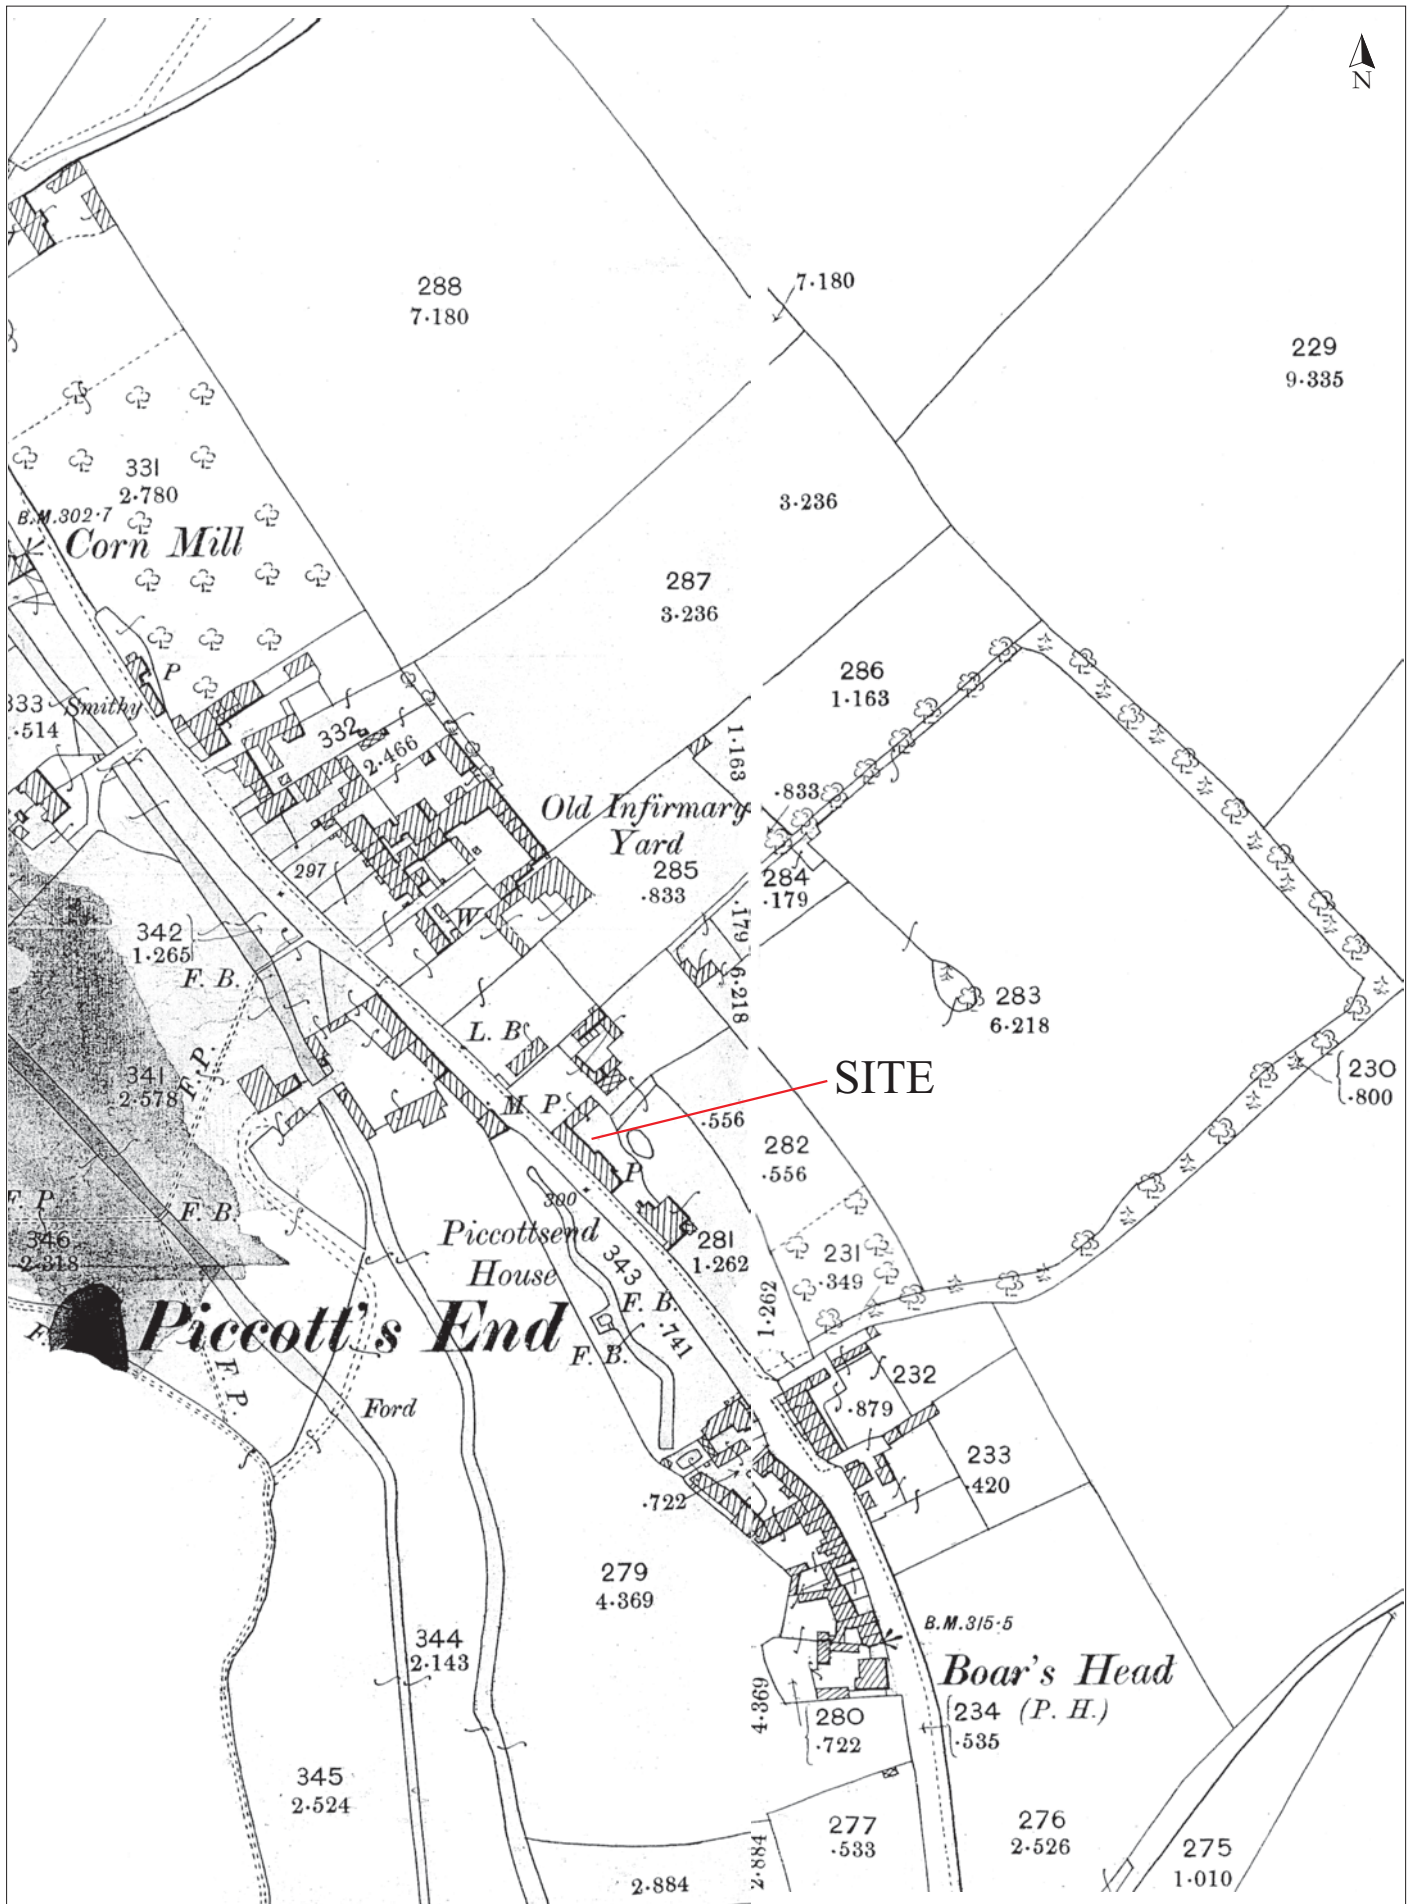 N
7·180
288
7·180
229
9·335
331
2·780
3·236
B.M.302·7
Corn Mill
287
3·236
P
286
1·163
333
·514
Smithy
332
2·466
1·163
·833
Old Infirmary
Yard
285
·833
297
284
·179
W
·179
342
1·265
F. B.
6·218
283
6·218
L. B
SITE
341
2·578
F. P.
230
·800
M. P.
·556
282
·556
P
300
F. P
F. B.
346
2·318
Piccottsend
House
281
1·262
231
·349
343
F. B.
·741
1·262
Piccott's End
F.
F. B.
F. P.
232
·879
Ford
233
·420
·722
279
4·369
B.M.315·5
344
2·143
Boar's Head
(P. H.)
4·369
280
·722
234
·535
345
2·524
277
·533
276
2·526
275
1·010
2·884
2·884